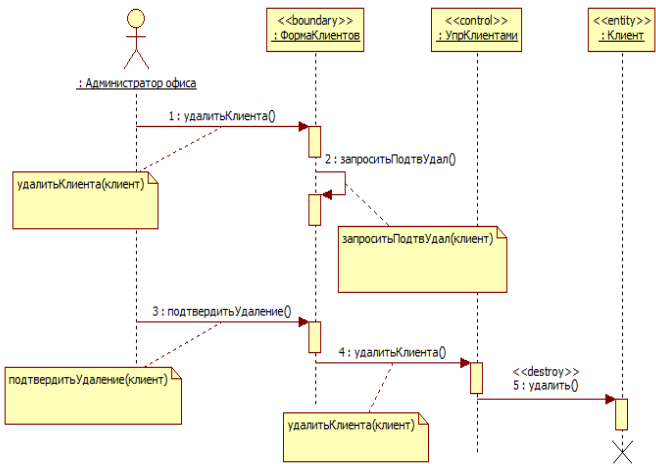 <<boundary>>
: ФормаКлиентов
<<control>>
: УпрКлиентами
<<entity>>
: Клиент
: Администратор офиса
1 : удалитьКлиента()
удалитьКлиента(клиент)
2 : запроситьПодтвУдал()
запроситьПодтвУдал(клиент)
3 : подтвердитьУдаление()
подтвердитьУдаление(клиент)
4 : удалитьКлиента()
удалитьКлиента(клиент)
<<destroy>>
5 : удалить()